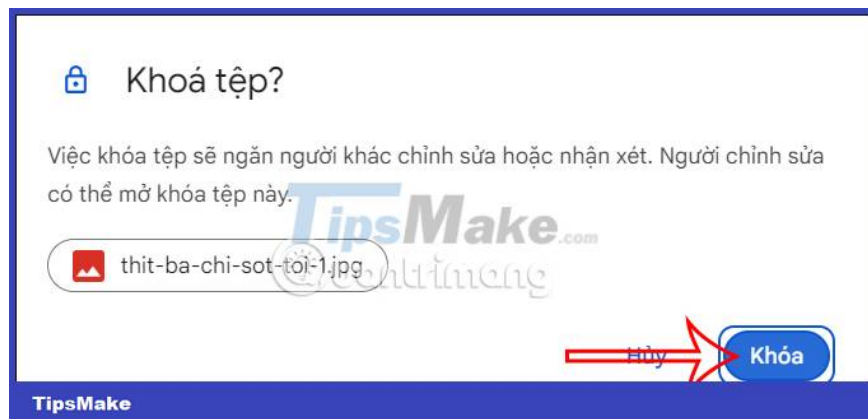 Khoá tệp?
Việc khóa tệp sẽ ngăn người khác chỉnh sửa hoặc nhận xét. Người chỉnh sửa
có thể mở khóa tệp này.
TipsMake.com
thit-ba-chi-sot-toi-1.jpg
@quantrimang
Hủy
Khóa
TipsMake